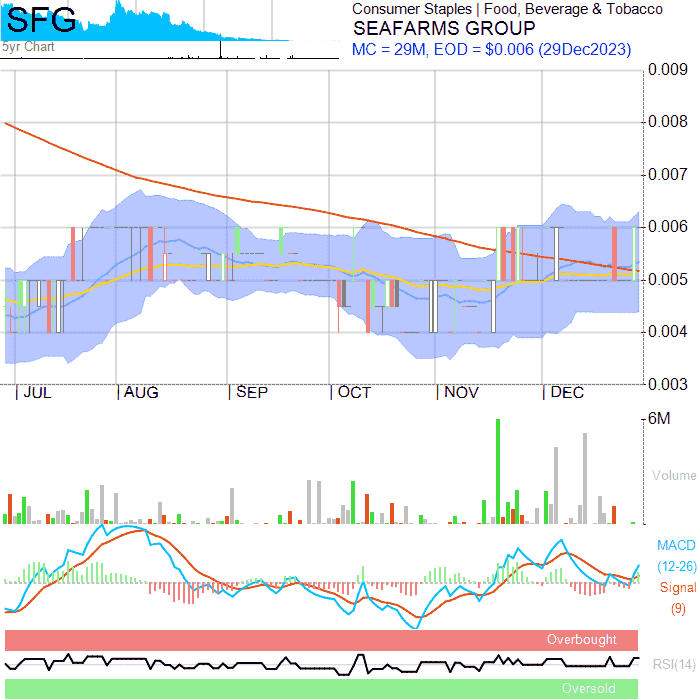 SFG
5yr Chart
Consumer Staples | Food, Beverage & Tobacco
SEAFARMS GROUP
MC = 29M, EOD = $0.006 (29Dec2023)
0.009
0.008
0.007
0.006
0.005
0.004
0.003
JUL AUG SEP OCT NOV DEC
6M
Volume
MACD
(12-26)
Signal
(9)
Overbought
RSI(14)
Oversold